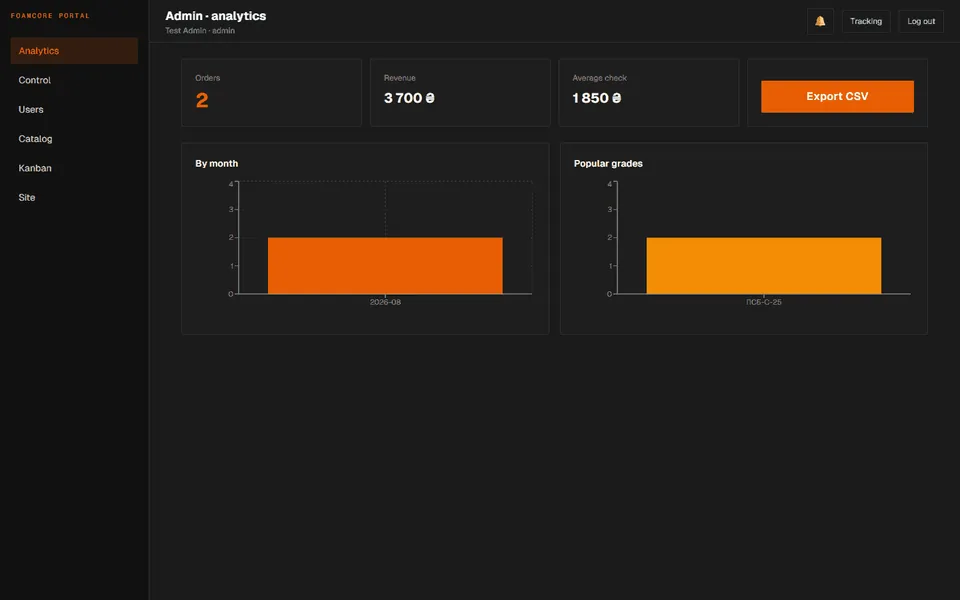 FOAMCORE PORTAL
Analytics
Control
Users
Catalog
Kanban
Site
Admin · analytics
Test Admin · admin
🔔
Tracking
Log out
Orders
2
Revenue
3 700 ₴
Average check
1 850 ₴
Export CSV
By month
4
3
2
1
0
2026-08
Popular grades
4
3
2
1
0
ПСБ-С-25